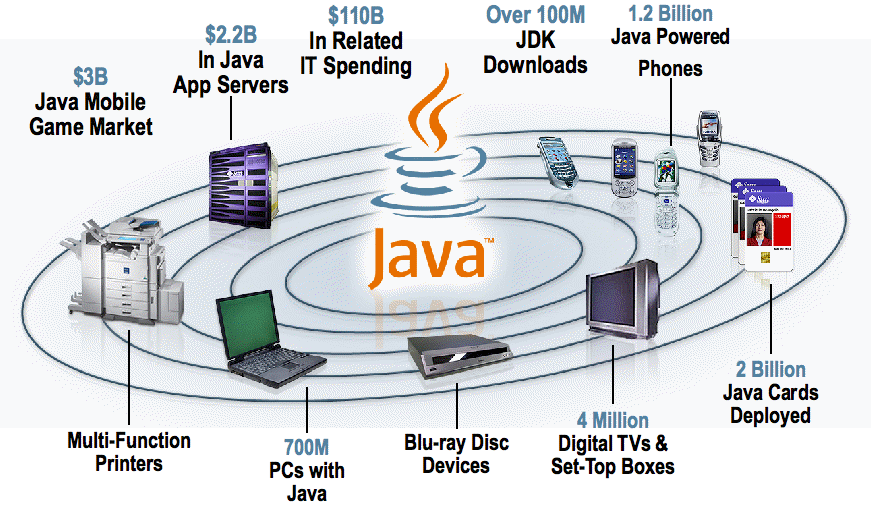 $3B
Java Mobile
Game Market
$2.2B
In Java
App Servers
$110B
In Related
IT Spending
Over 100M
JDK
Downloads
1.2 Billion
Java Powered
Phones
Java™
Multi-Function
Printers
700M
PCs with
Java
Blu-ray Disc
Devices
4 Million
Digital TVs &
Set-Top Boxes
2 Billion
Java Cards
Deployed